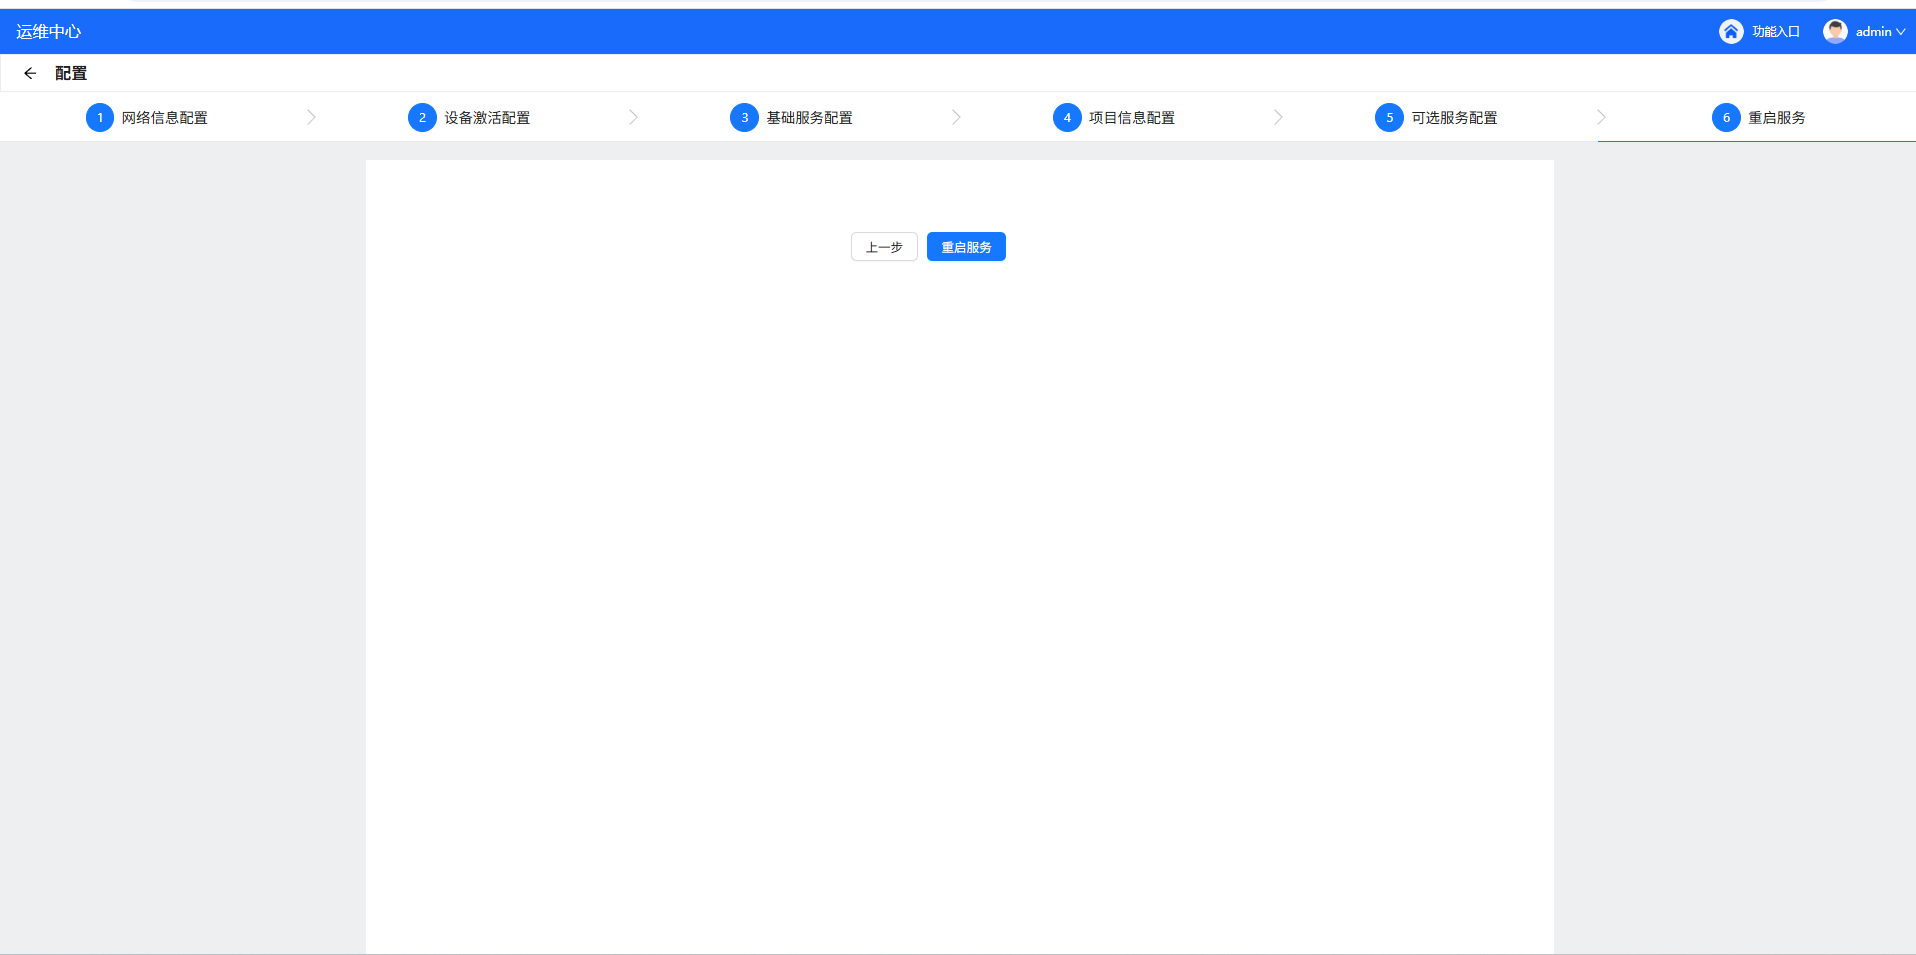 运维中心
功能入口
admin
配置
1 网络信息配置
2 设备激活配置
3 基础服务配置
4 项目信息配置
5 可选服务配置
6 重启服务
上一步
重启服务